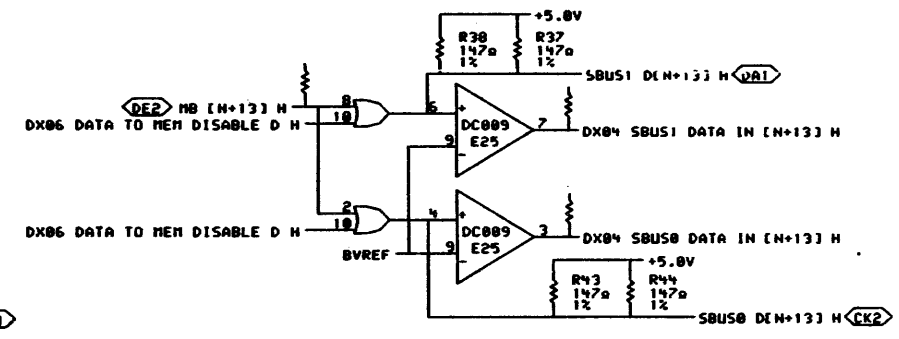 +5.0V
R38 R37
147Ω 147Ω
1% 1%
SBUS1 D[N+13] H DA1
DE2 MB [N+13] H 8
DX06 DATA TO MEM DISABLE D H 10
6 +
DC009
E25
7 DX04 SBUS1 DATA IN [N+13] H
9 -
2
DX06 DATA TO MEM DISABLE D H 10
4 +
DC009
E25
3 DX04 SBUS0 DATA IN [N+13] H
BVREF 9 -
+5.0V
R43 R44
147Ω 147Ω
1% 1%
SBUS0 D[N+13] H CK2